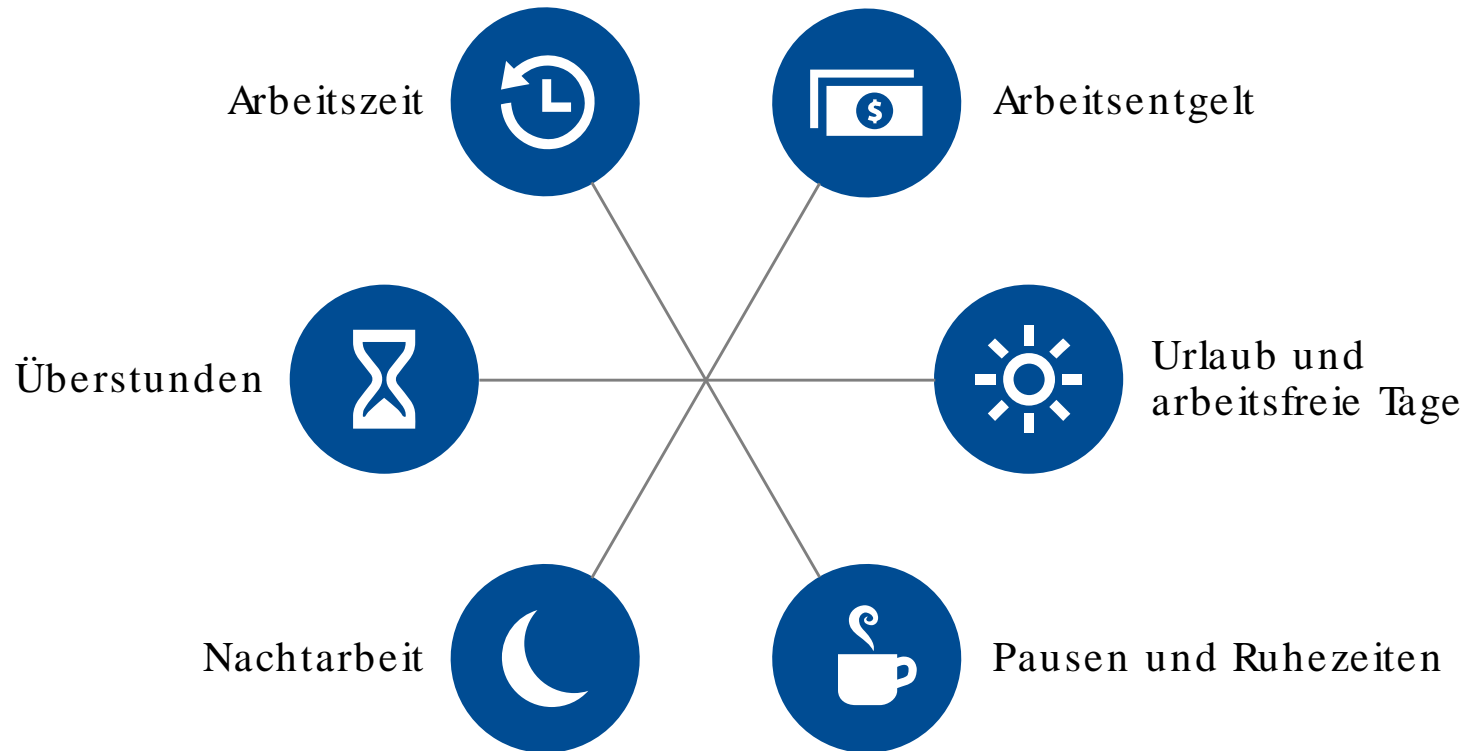 Arbeitszeit
$
Arbeitsentgelt
Überstunden
Urlaub und
arbeitsfreie Tage
Nachtarbeit
Pausen und Ruhezeiten